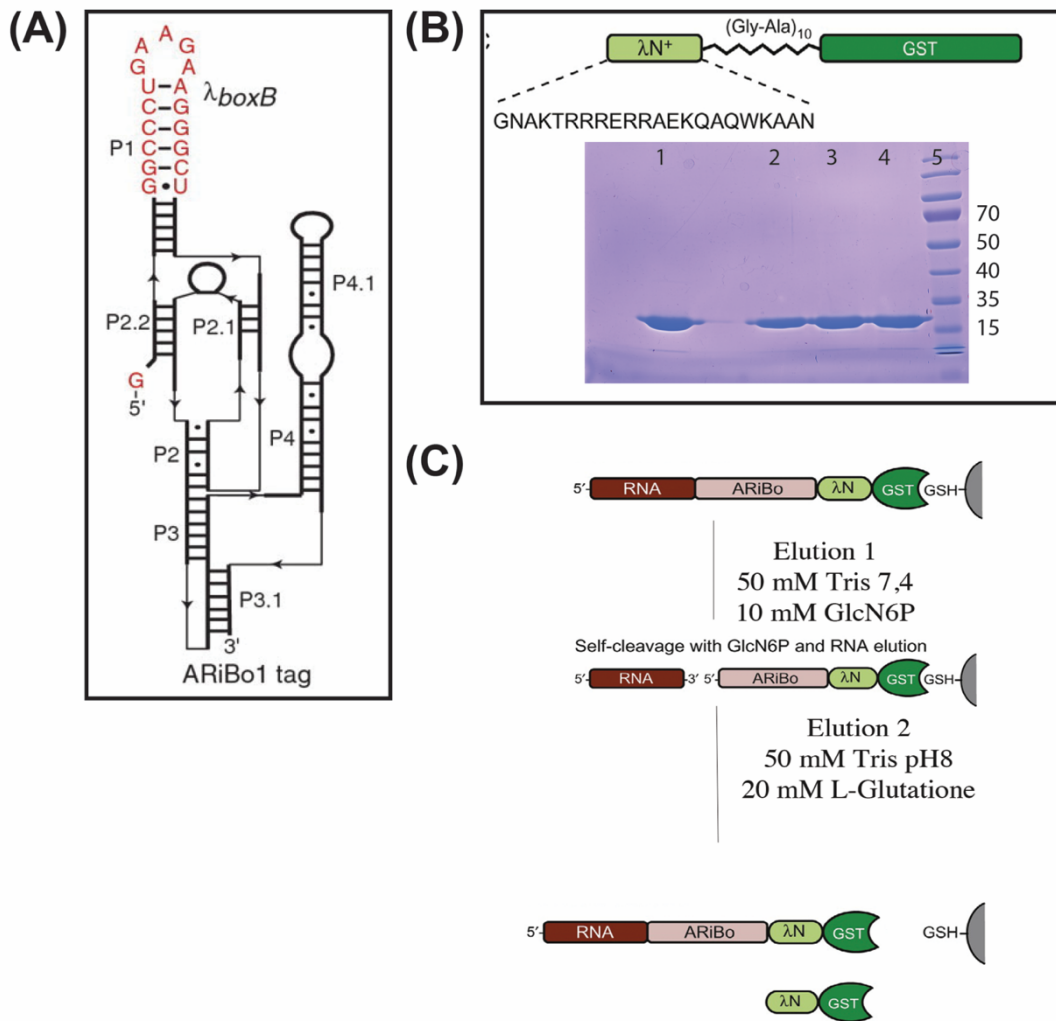 (A)
A
A G
G A
U A
C G
C G
C G
G C
G U
λboxB
P1
P2.2
P2.1
P4.1
G
5'
P2
P4
P3
P3.1
3'
ARiBo1 tag
(B)
λN+
(Gly-Ala)10
GST
GNAKTRRRERRAEKQAQWKAAN
1 2 3 4 5
70
50
40
35
15
(C)
5′- RNA ARiBo λN GST GSH
Elution 1
50 mM Tris 7,4
10 mM GlcN6P
Self-cleavage with GlcN6P and RNA elution
5′- RNA -3′ 5′- ARiBo λN GST GSH
Elution 2
50 mM Tris pH8
20 mM L-Glutatione
5′- RNA ARiBo λN GST GSH
λN GST